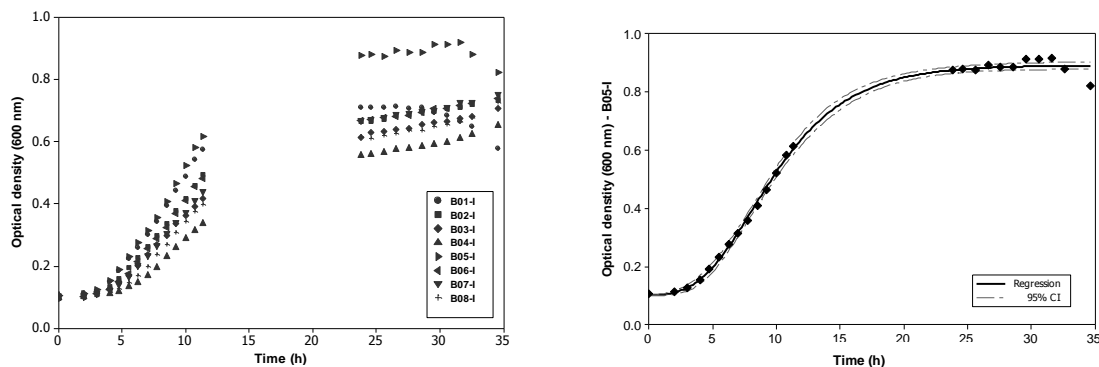 Optical density (600 nm)
1.0
0.8
0.6
0.4
0.2
0.0
0
5
10
15
20
25
30
35
Time (h)
B01-I
B02-I
B03-I
B04-I
B05-I
B06-I
B07-I
B08-I
Optical denstity (600 nm) - B05-I
1.0
0.8
0.6
0.4
0.2
0.0
0
5
10
15
20
25
30
35
Time (h)
Regression
95% CI